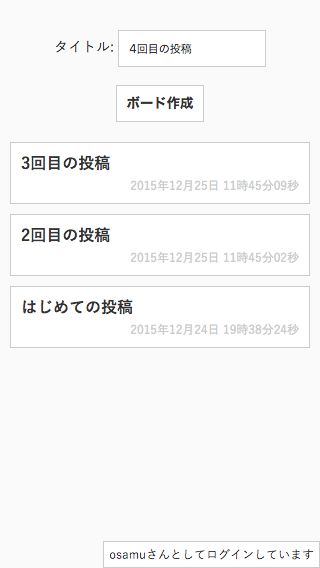 タイトル: 4回目の投稿
ボード作成
3回目の投稿
2015年12月25日 11時45分09秒
2回目の投稿
2015年12月25日 11時45分02秒
はじめての投稿
2015年12月24日 19時38分24秒
osamuさんとしてログインしています